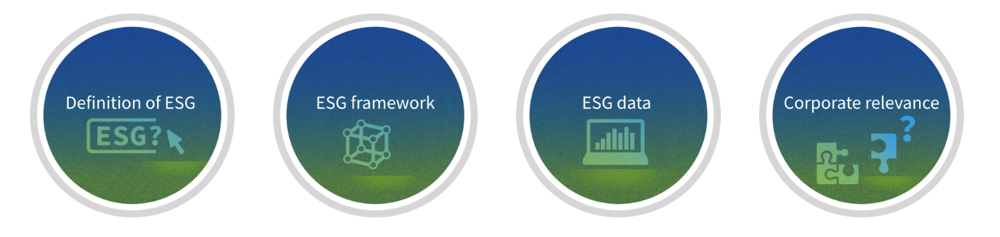 Definition of ESG
ESG?
ESG framework
ESG data
Corporate relevance
?